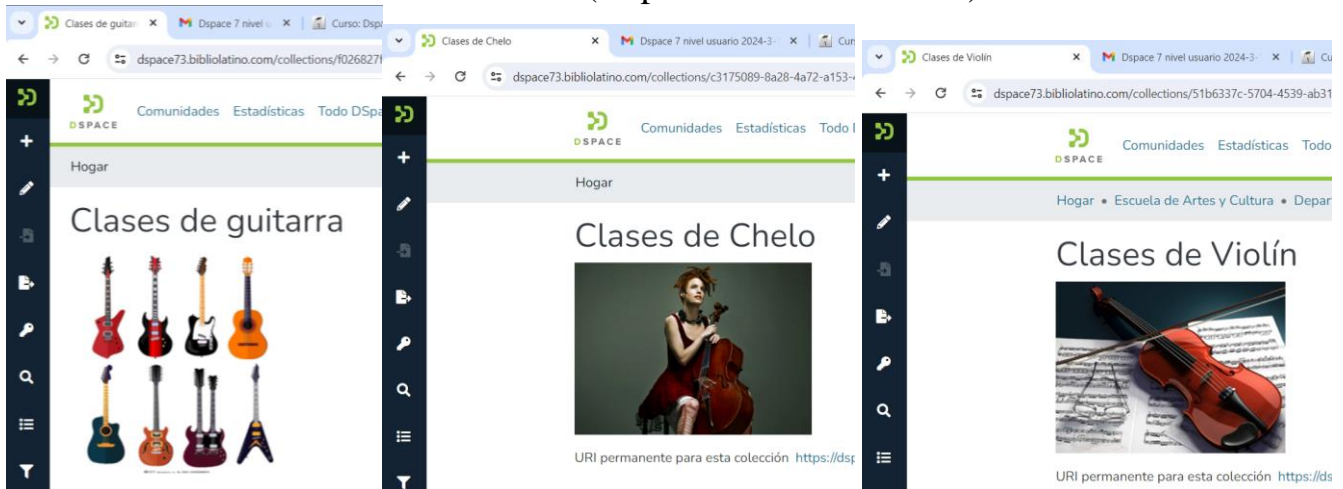 Clases de guitar
Dspace 7 nivel u
Curso: Dsp
dspace73.bibliolatino.com/collections/f026827f
DSPACE
Comunidades Estadísticas Todo DSpa
Hogar
Clases de guitarra
Clases de Chelo
Dspace 7 nivel usuario 2024-3-
Cur
dspace73.bibliolatino.com/collections/c3175089-8a28-4a72-a153-
DSPACE
Comunidades Estadísticas Todo
Hogar
Clases de Chelo
URI permanente para esta colección https://dsp
Clases de Violín
Dspace 7 nivel usuario 2024-3-
Cu
dspace73.bibliolatino.com/collections/51b6337c-5704-4539-ab31
DSPACE
Comunidades Estadísticas Todo
Hogar • Escuela de Artes y Cultura • Depar
Clases de Violín
URI permanente para esta colección https://ds